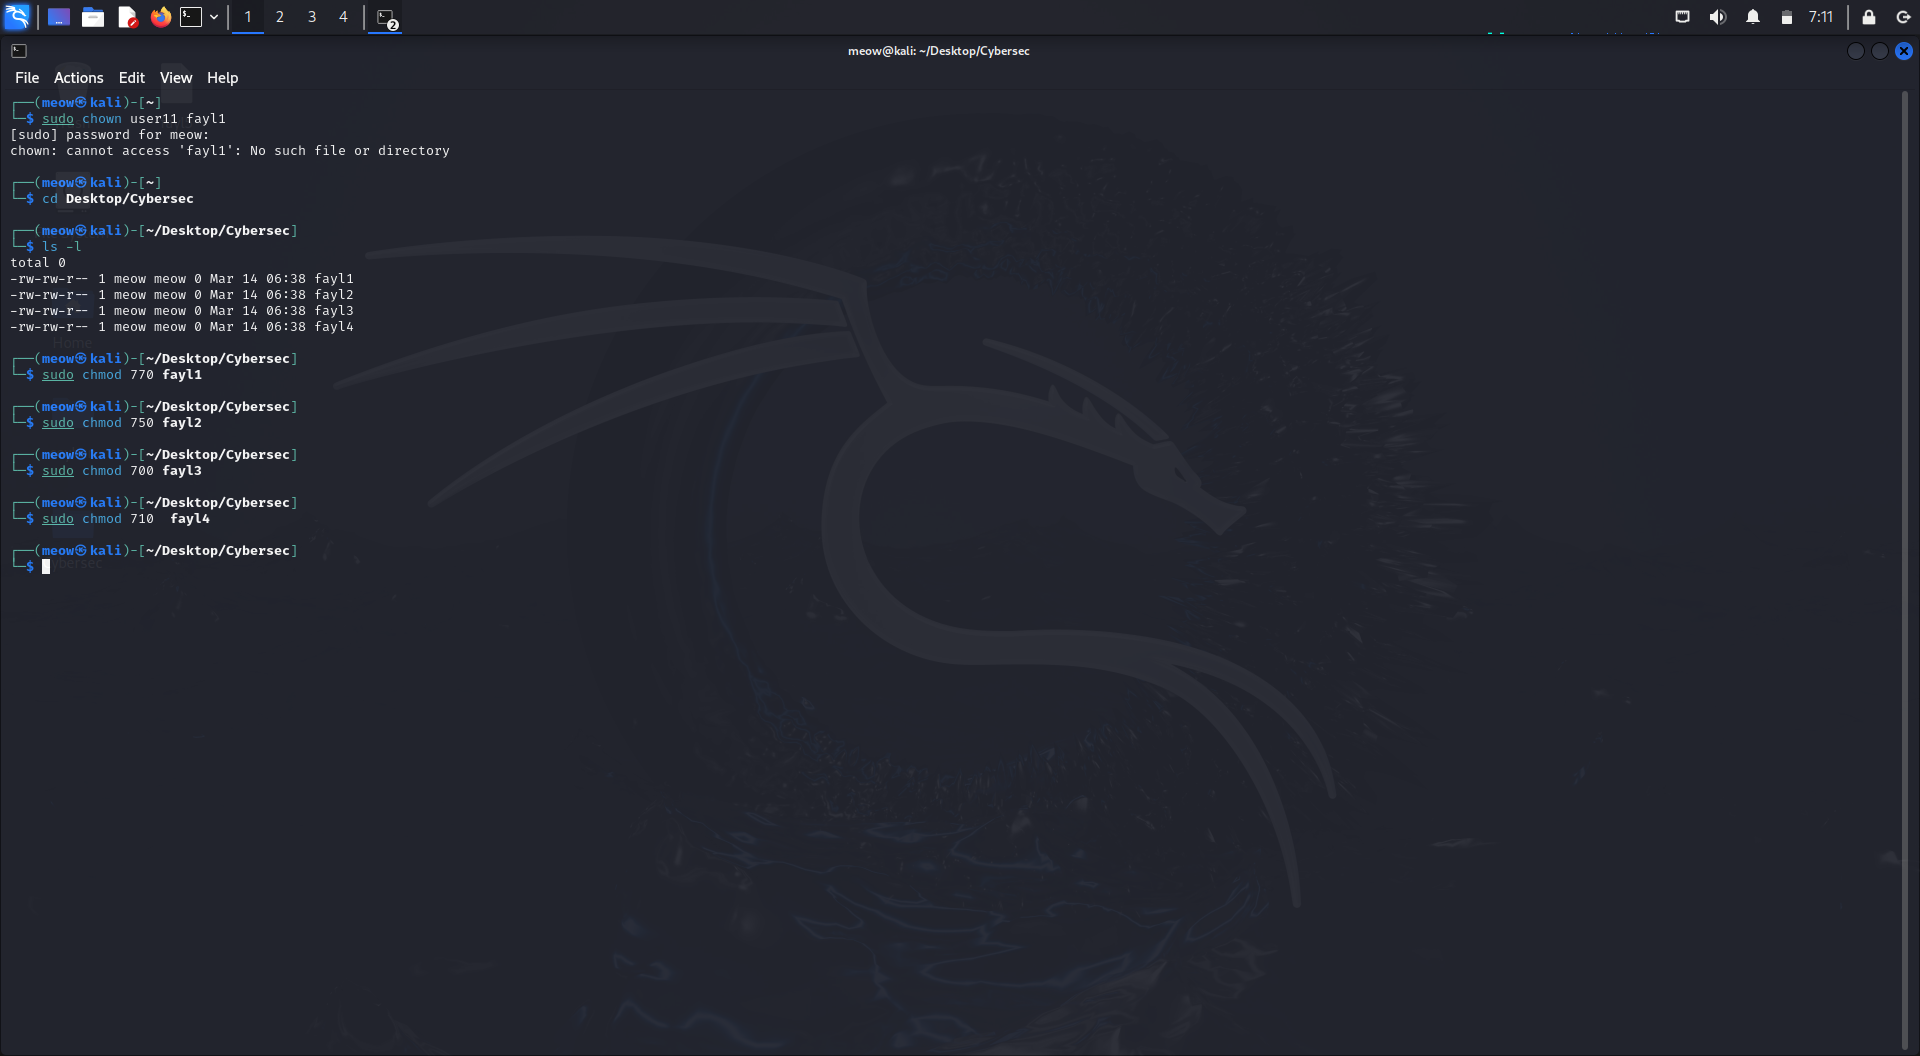 1 2 3 4 2 7:11
meow@kali: ~/Desktop/Cybersec
File Actions Edit View Help
┌──(meow㉿kali)-[~]
└─$ sudo chown user11 fayl1
[sudo] password for meow:
chown: cannot access 'fayl1': No such file or directory
┌──(meow㉿kali)-[~]
└─$ cd Desktop/Cybersec
┌──(meow㉿kali)-[~/Desktop/Cybersec]
└─$ ls -l
total 0
-rw-rw-r-- 1 meow meow 0 Mar 14 06:38 fayl1
-rw-rw-r-- 1 meow meow 0 Mar 14 06:38 fayl2
-rw-rw-r-- 1 meow meow 0 Mar 14 06:38 fayl3
-rw-rw-r-- 1 meow meow 0 Mar 14 06:38 fayl4
Home
┌──(meow㉿kali)-[~/Desktop/Cybersec]
└─$ sudo chmod 770 fayl1
┌──(meow㉿kali)-[~/Desktop/Cybersec]
└─$ sudo chmod 750 fayl2
┌──(meow㉿kali)-[~/Desktop/Cybersec]
└─$ sudo chmod 700 fayl3
┌──(meow㉿kali)-[~/Desktop/Cybersec]
└─$ sudo chmod 710  fayl4
┌──(meow㉿kali)-[~/Desktop/Cybersec]
└─$